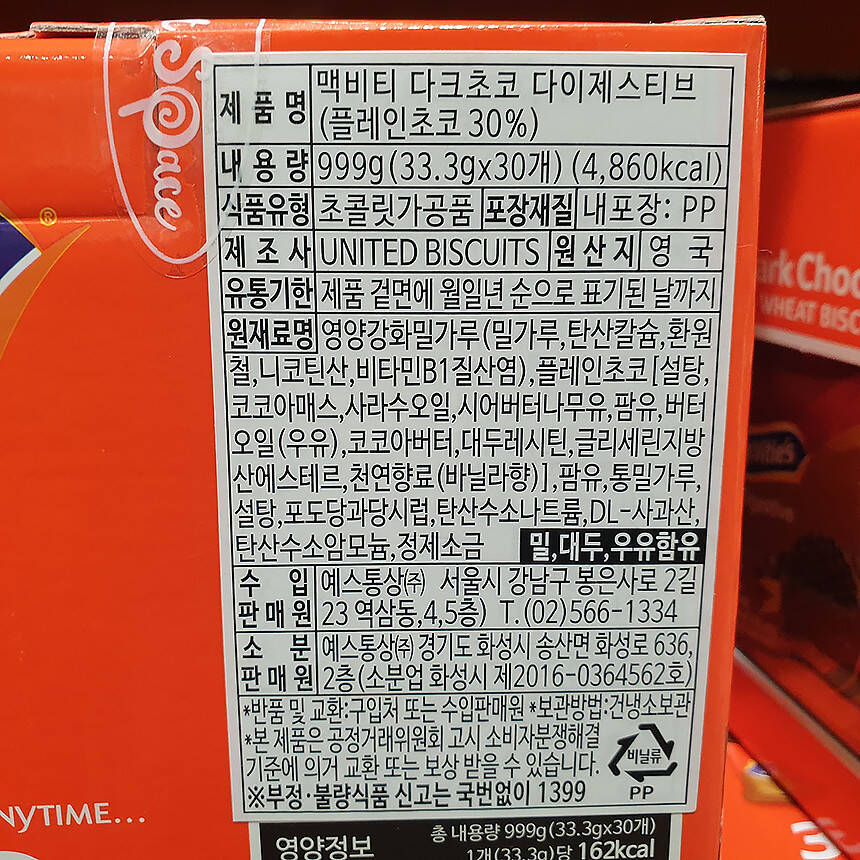 Space
제 품 명 맥비티 다크초코 다이제스티브
(플레인초코 30%)
내 용 량 999g(33.3gx30개) (4,860kcal)
식품유형 초콜릿가공품 포장재질 내포장: PP
제 조 사 UNITED BISCUITS 원 산 지 영 국
유통기한 제품 겉면에 월일년 순으로 표기된 날까지
원재료명 영양강화밀가루(밀가루,탄산칼슘,환원
철,니코틴산,비타민B1질산염),플레인초코[설탕,
코코아매스,사라수오일,시어버터나무유,팜유,버터
오일(우유),코코아버터,대두레시틴,글리세린지방
산에스테르,천연향료(바닐라향)],팜유,통밀가루,
설탕,포도당과당시럽,탄산수소나트륨,DL-사과산,
탄산수소암모늄,정제소금 밀,대두,우유함유
수 입 예스통상㈜ 서울시 강남구 봉은사로 2길
판 매 원 23 역삼동,4,5층) T.(02)566-1334
소 분 예스통상㈜ 경기도 화성시 송산면 화성로 636,
판 매 원 2층(소분업 화성시 제2016-0364562호)
*반품 및 교환:구입처 또는 수입판매원 *보관방법:건냉소보관
*본 제품은 공정거래위원회 고시 소비자분쟁해결
기준에 의거 교환 또는 보상 받을 수 있습니다.
※부정·불량식품 신고는 국번없이 1399
비닐류
PP
영양정보 총 내용량 999g(33.3gx30개)
1개(33.3g)당 162kcal
NYTIME...
rk Choc
WHEAT BISC
3